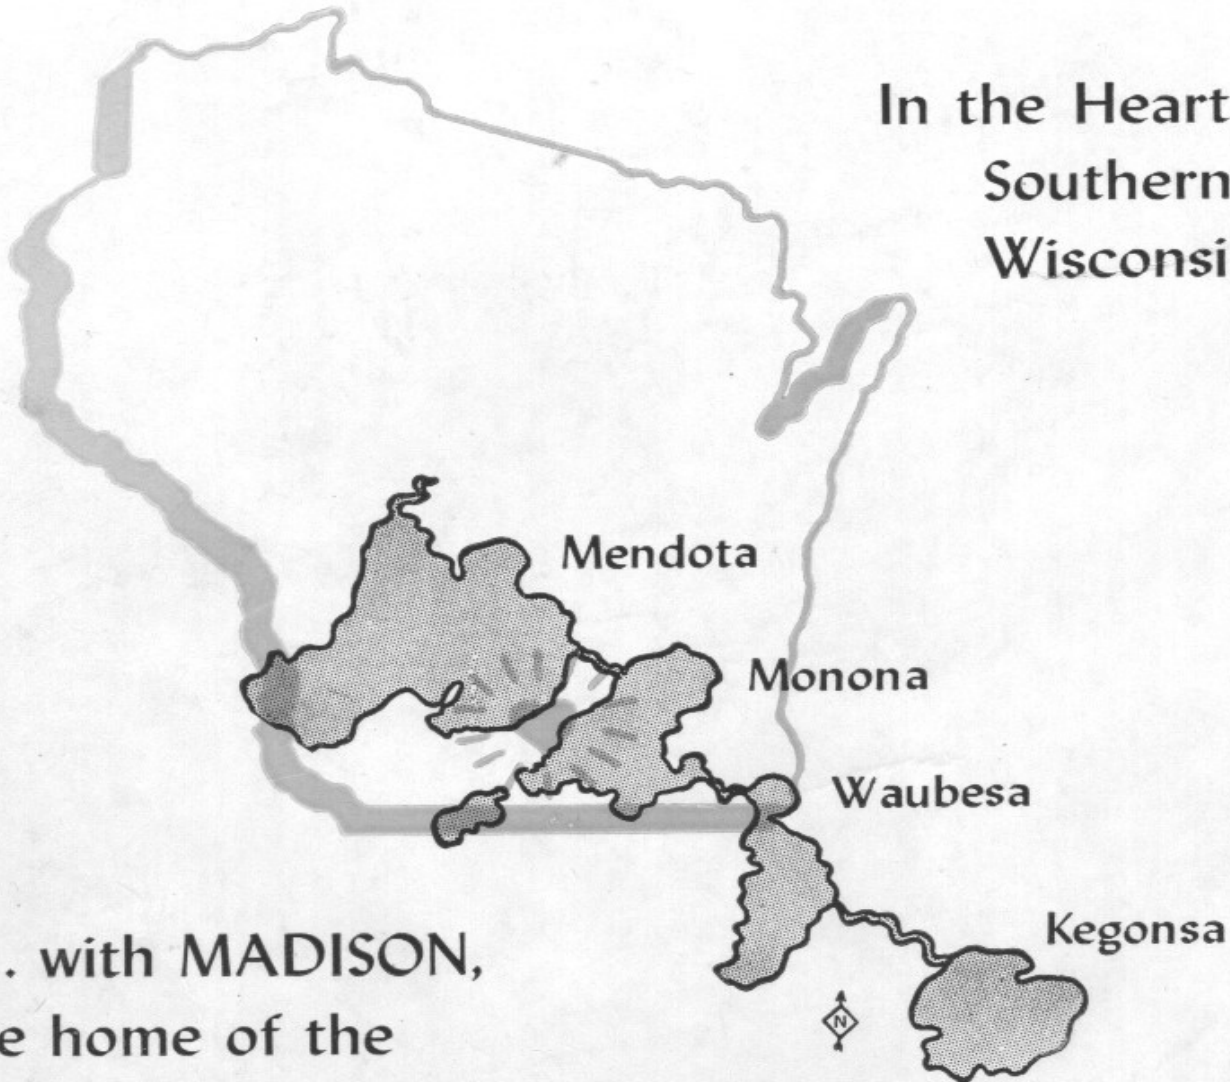 In the Heart
Southern
Wisconsi
Mendota
Monona
Waubesa
Kegonsa
. with MADISON,
e home of the
N